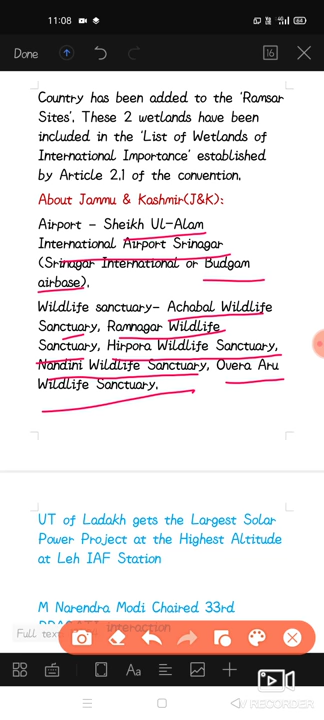 11:08
64
Done
16
Country has been added to the 'Ramsar
Sites'. These 2 wetlands have been
included in the 'List of Wetlands of
International Importance' established
by Article 2.1 of the convention.
About Jammu & Kashmir(J&K):
Airport – Sheikh Ul-Alam
International Airport Srinagar
(Srinagar International or Budgam
airbase).
Wildlife sanctuary– Achabal Wildlife
Sanctuary, Ramnagar Wildlife
Sanctuary, Hirpora Wildlife Sanctuary,
Nandini Wildlife Sanctuary, Overa Aru
Wildlife Sanctuary.
UT of Ladakh gets the Largest Solar
Power Project at the Highest Altitude
at Leh IAF Station
M Narendra Modi Chaired 33rd
PRAGATI interaction
Full text
Aa
RECORDER